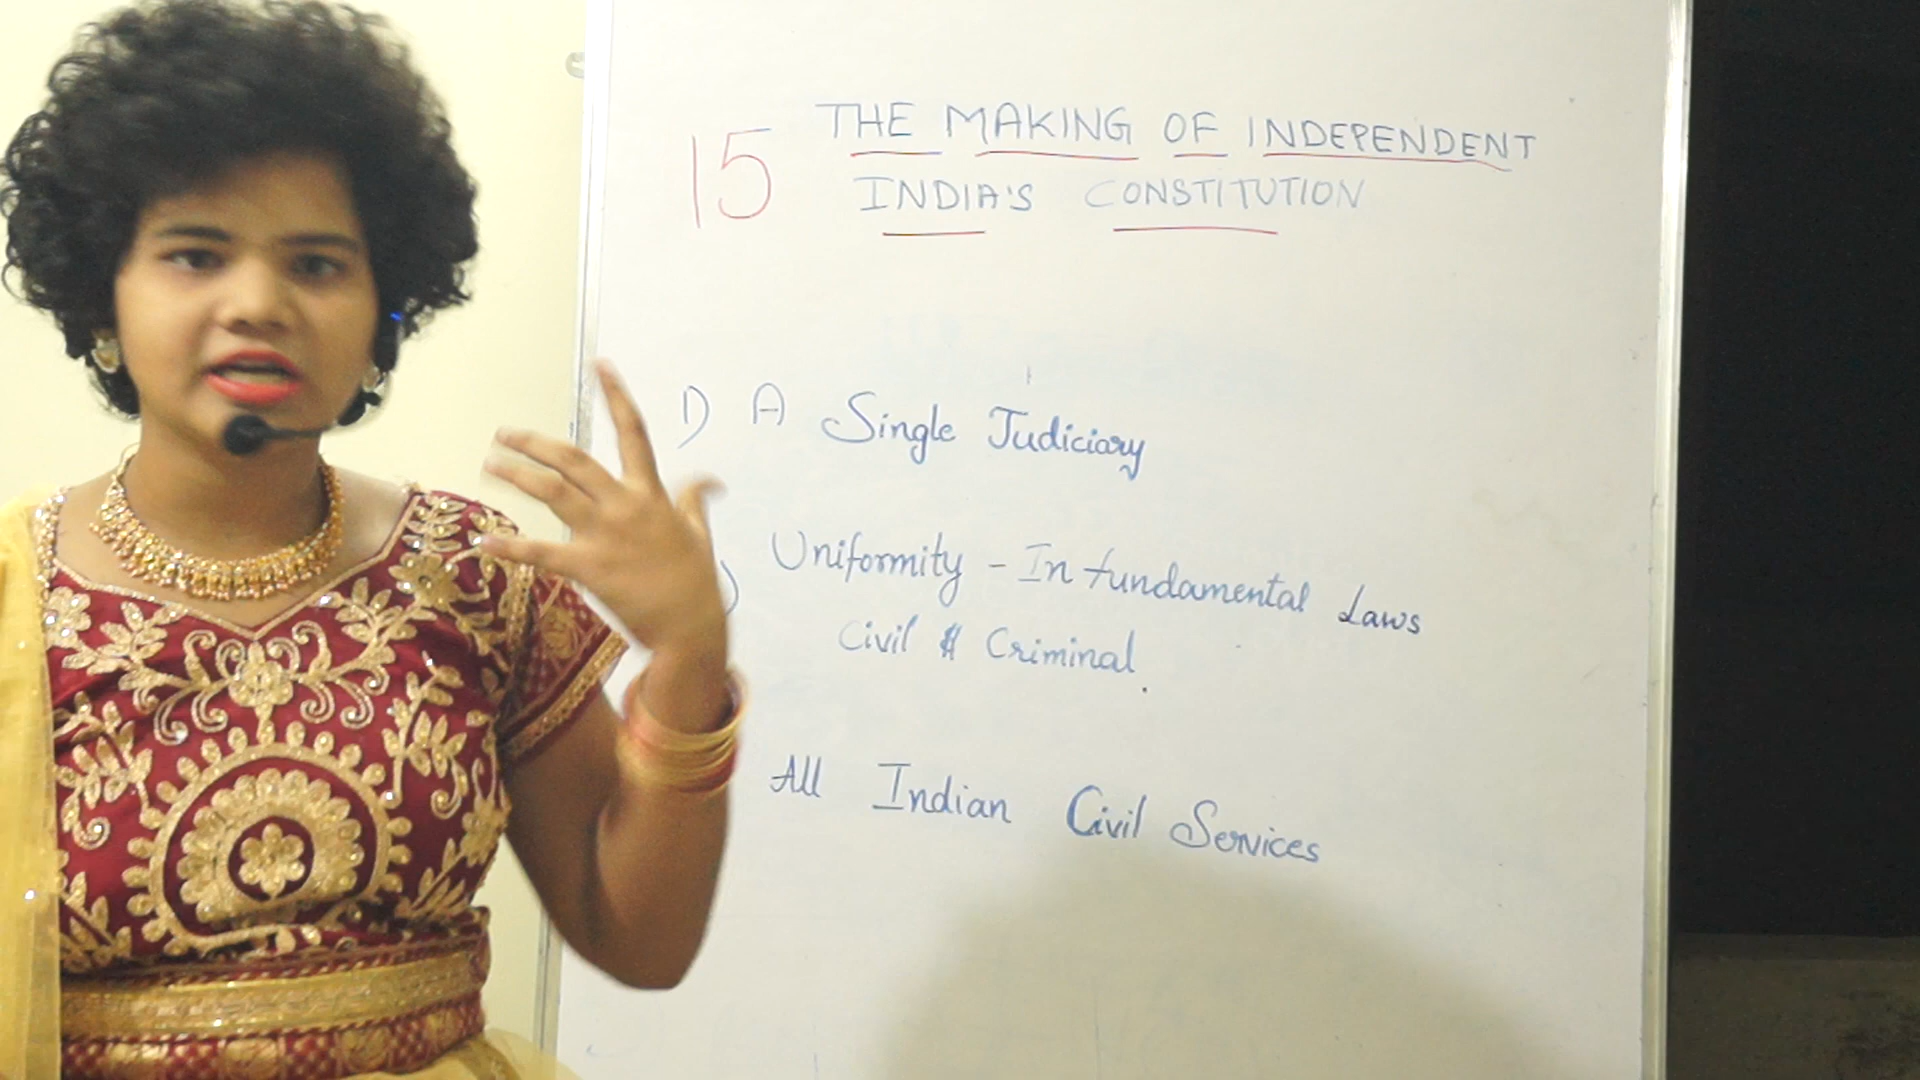 15 THE MAKING OF INDEPENDENT
INDIA'S CONSTITUTION
1) A Single Judiciary
) Uniformity - In fundamental Laws
Civil & Criminal.
All Indian Civil Services